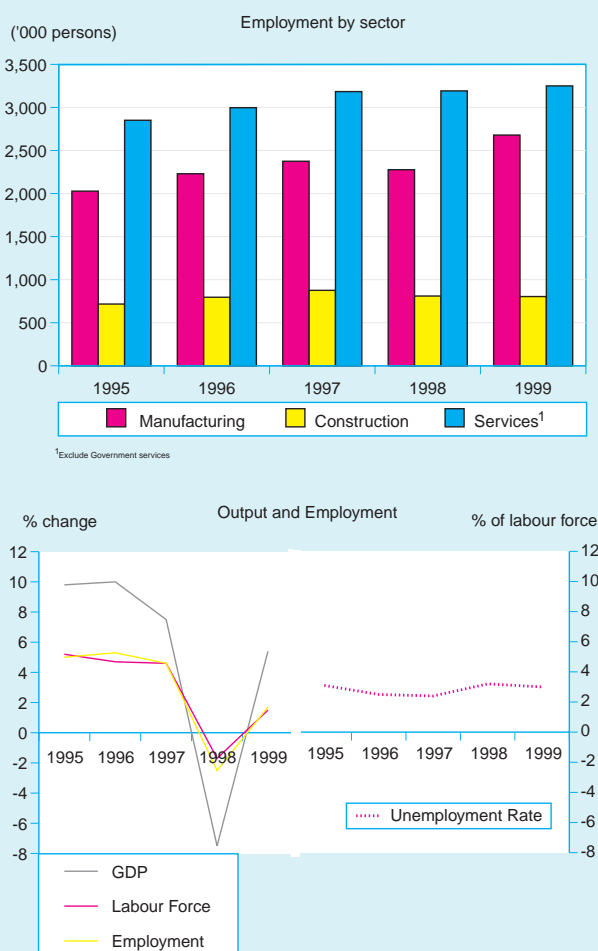 Employment by sector
('000 persons)
3,500
3,000
2,500
2,000
1,500
1,000
500
0
1995 1996 1997 1998 1999
Manufacturing Construction Services1
1Exclude Government services
Output and Employment
% change % of labour force
12 12
10 10
8 8
6 6
4 4
2 2
0 0
1995 1996 1997 1998 1999 1995 1996 1997 1998 1999
-2 -2
-4 -4
Unemployment Rate
-6 -6
-8 -8
GDP
Labour Force
Employment